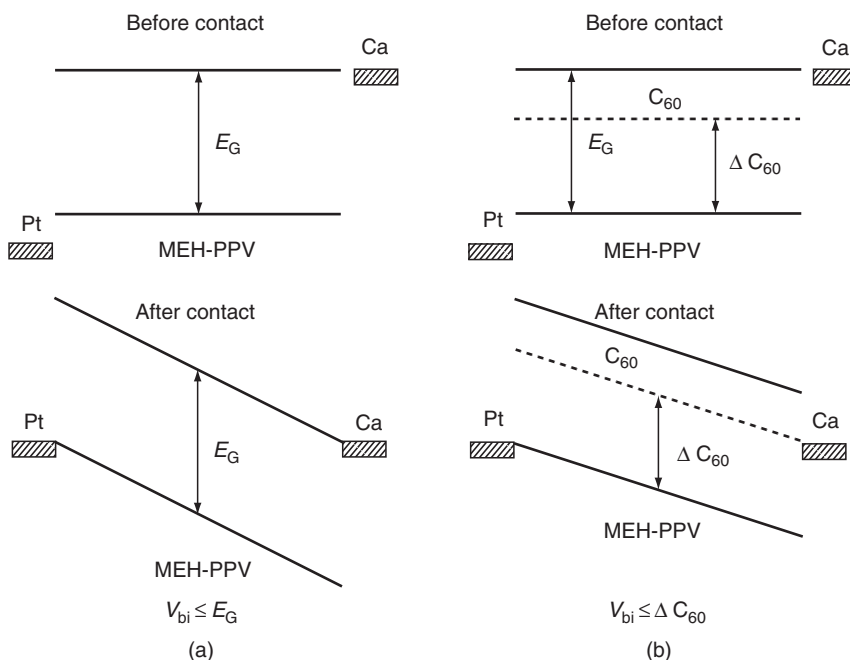 Before contact
Ca
E_G
Pt
MEH-PPV
After contact
Pt
Ca
E_G
MEH-PPV
V_bi ≤ E_G
(a)
Before contact
Ca
C_60
E_G
Δ C_60
Pt
MEH-PPV
After contact
C_60
Pt
Ca
Δ C_60
MEH-PPV
V_bi ≤ Δ C_60
(b)